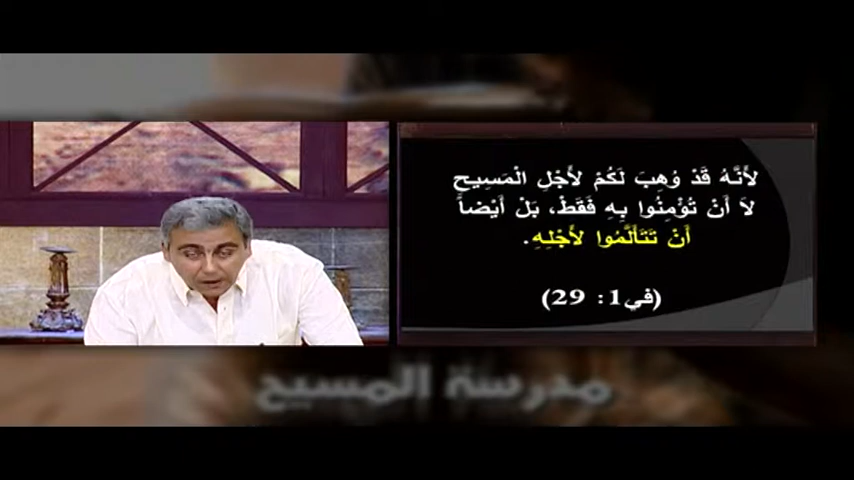 لأَنَّهُ قَدْ وُهِبَ لَكُمْ لأَجْلِ الْمَسِيحِ
لاَ أَنْ تُؤْمِنُوا بِهِ فَقَطْ، بَلْ أَيْضاً
أَنْ تَتَأَلَّمُوا لأَجْلِهِ.
(في1: 29)
مدرسة المسيح